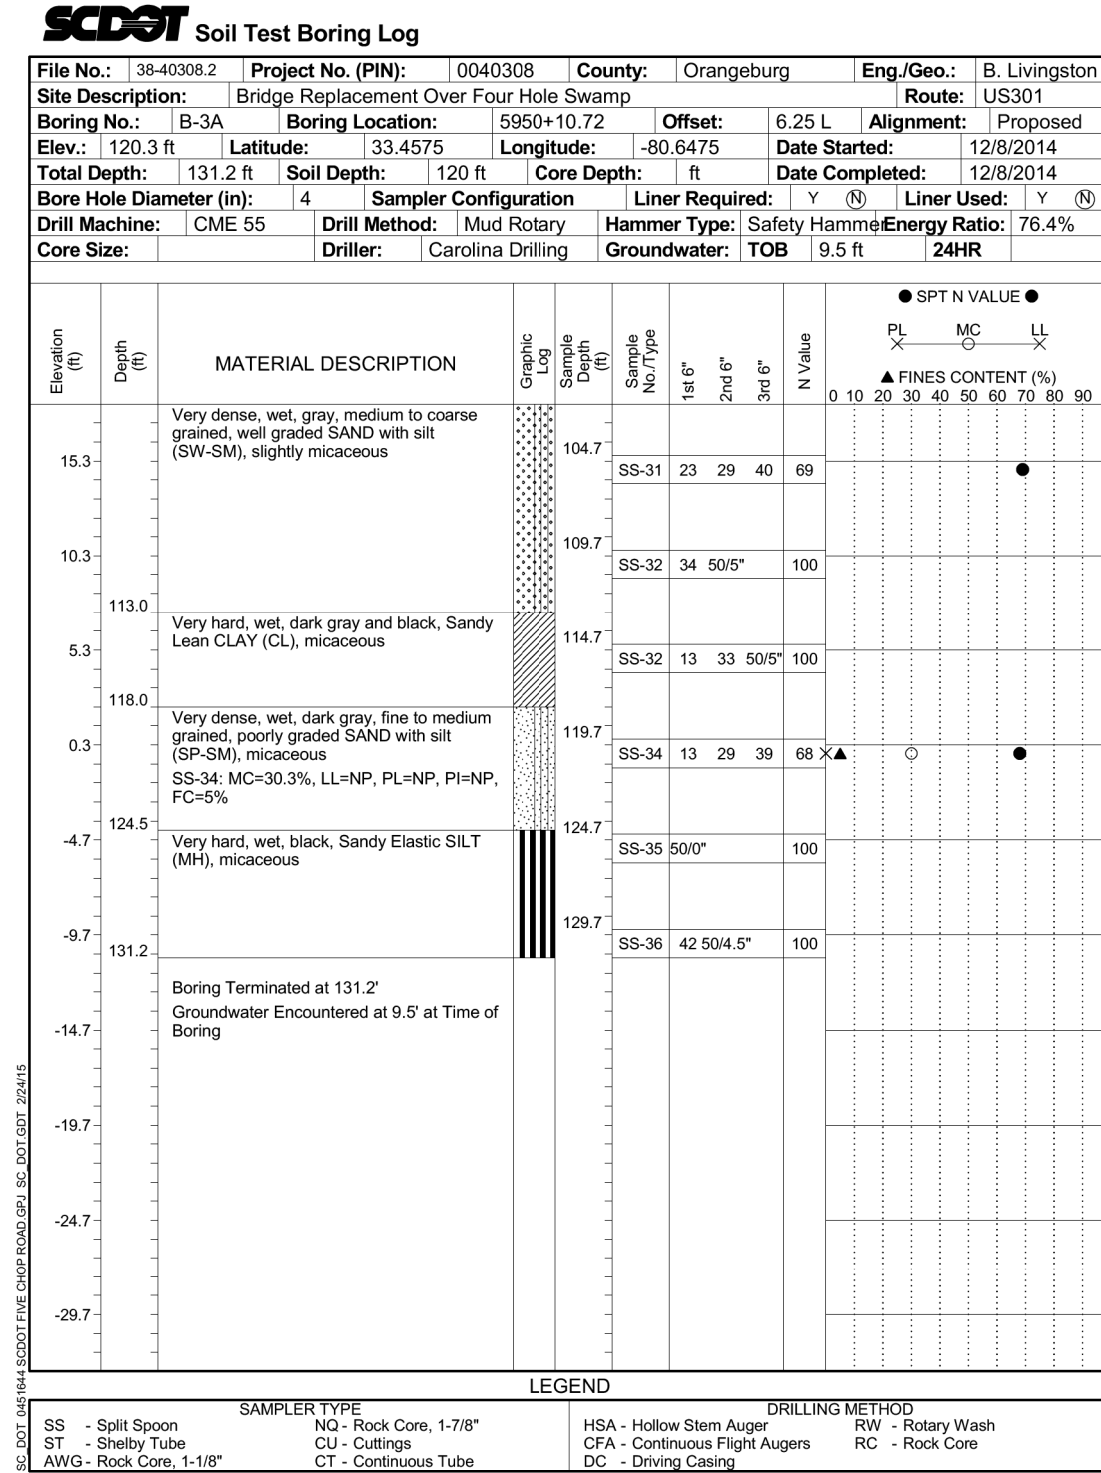 SCDOT Soil Test Boring Log
File No.: 38-40308.2 Project No. (PIN): 0040308 County: Orangeburg Eng./Geo.: B. Livingston
Site Description: Bridge Replacement Over Four Hole Swamp Route: US301
Boring No.: B-3A Boring Location: 5950+10.72 Offset: 6.25 L Alignment: Proposed
Elev.: 120.3 ft Latitude: 33.4575 Longitude: -80.6475 Date Started: 12/8/2014
Total Depth: 131.2 ft Soil Depth: 120 ft Core Depth: ft Date Completed: 12/8/2014
Bore Hole Diameter (in): 4 Sampler Configuration Liner Required: Y N Liner Used: Y N
Drill Machine: CME 55 Drill Method: Mud Rotary Hammer Type: Safety Hammer Energy Ratio: 76.4%
Core Size: Driller: Carolina Drilling Groundwater: TOB 9.5 ft 24HR
Elevation (ft)
Depth (ft)
MATERIAL DESCRIPTION
Graphic Log
Sample Depth (ft)
Sample No./Type
1st 6"
2nd 6"
3rd 6"
N Value
● SPT N VALUE ●
PL MC LL
▲ FINES CONTENT (%)
0 10 20 30 40 50 60 70 80 90
Very dense, wet, gray, medium to coarse
grained, well graded SAND with silt
(SW-SM), slightly micaceous
104.7
15.3
SS-31 23 29 40 69
109.7
10.3
SS-32 34 50/5" 100
113.0
Very hard, wet, dark gray and black, Sandy
Lean CLAY (CL), micaceous
114.7
5.3
SS-32 13 33 50/5" 100
118.0
Very dense, wet, dark gray, fine to medium
grained, poorly graded SAND with silt
(SP-SM), micaceous
119.7
0.3
SS-34 13 29 39 68
SS-34: MC=30.3%, LL=NP, PL=NP, PI=NP,
FC=5%
124.5
124.7
-4.7
Very hard, wet, black, Sandy Elastic SILT
(MH), micaceous
SS-35 50/0" 100
129.7
-9.7
SS-36 42 50/4.5" 100
131.2
Boring Terminated at 131.2'
Groundwater Encountered at 9.5' at Time of
Boring
-14.7
-19.7
-24.7
-29.7
SC_DOT 0451644 SCDOT FIVE CHOP ROAD.GPJ SC_DOT.GDT 2/24/15
LEGEND
SAMPLER TYPE
SS - Split Spoon NQ - Rock Core, 1-7/8"
ST - Shelby Tube CU - Cuttings
AWG - Rock Core, 1-1/8" CT - Continuous Tube
DRILLING METHOD
HSA - Hollow Stem Auger RW - Rotary Wash
CFA - Continuous Flight Augers RC - Rock Core
DC - Driving Casing